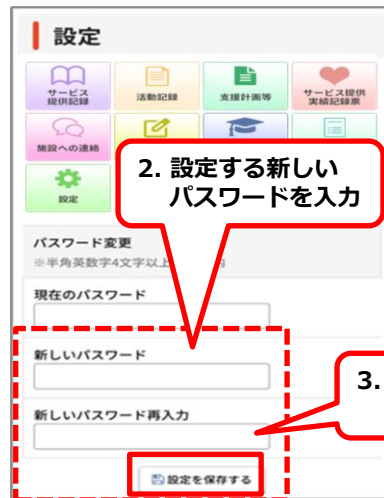 設定
サービス
提供記録
活動記録
支援計画等
サービス提供
実績記録票
施設への連絡
設定
2. 設定する新しい
パスワードを入力
パスワード変更
※半角英数字4文字以上
現在のパスワード
新しいパスワード
3.
新しいパスワード再入力
設定を保存する